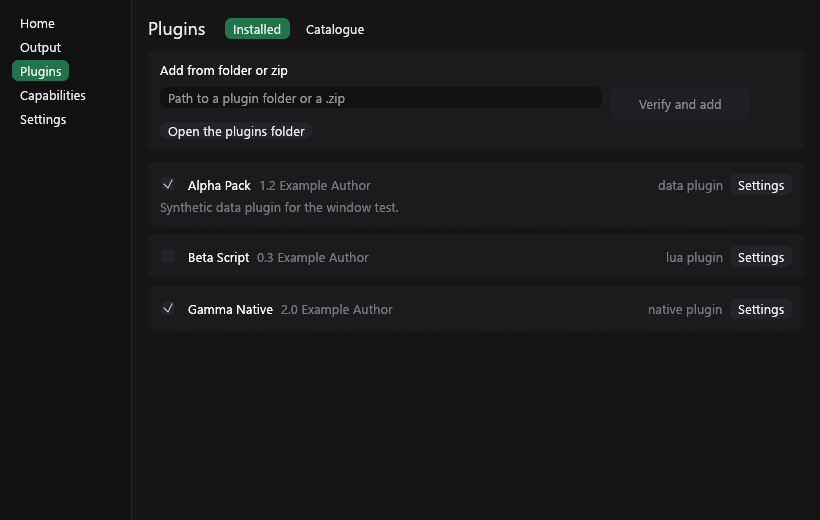 Home
Output
Plugins
Capabilities
Settings
Plugins Installed Catalogue
Add from folder or zip
Path to a plugin folder or a .zip Verify and add
Open the plugins folder
Alpha Pack 1.2 Example Author data plugin Settings
Synthetic data plugin for the window test.
Beta Script 0.3 Example Author lua plugin Settings
Gamma Native 2.0 Example Author native plugin Settings